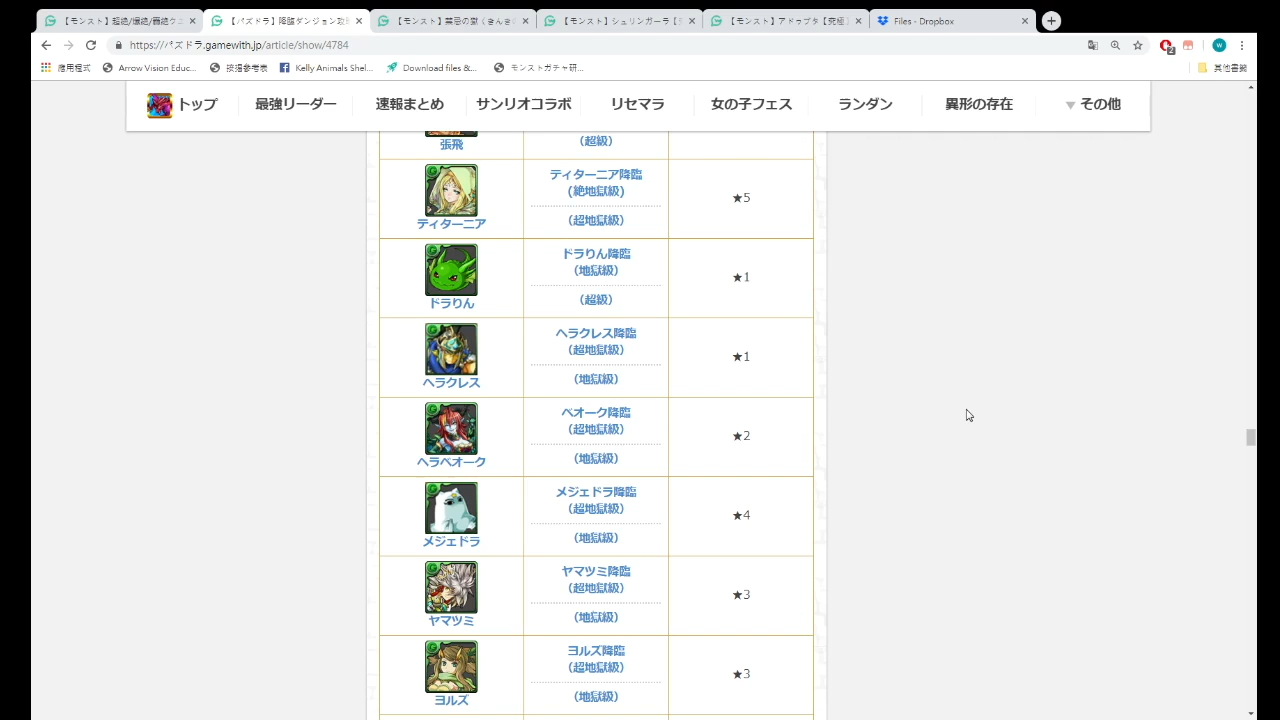 【モンスト】超絶/爆絶/轟絶クエ
【パズドラ】降臨ダンジョン攻
【モンスト】禁忌の獄（きんき
【モンスト】シュリンガーラ【
【モンスト】アドゥブタ【究極】
Files - Dropbox
https://パズドラ.gamewith.jp/article/show/4784
應用程式
Arrow Vision Educ...
Kelly Animals Shel...
Download files &...
モンストガチャ研...
其他書籤
トップ
最強リーダー
速報まとめ
サンリオコラボ
リセマラ
女の子フェス
ランダン
異形の存在
▼ その他
張飛
（超級）
ティターニア
ティターニア降臨
（絶地獄級）
（超地獄級）
★5
ドラりん
ドラりん降臨
（地獄級）
（超級）
★1
ヘラクレス
ヘラクレス降臨
（超地獄級）
（地獄級）
★1
ヘラベオーク
ベオーク降臨
（超地獄級）
（地獄級）
★2
メジェドラ
メジェドラ降臨
（超地獄級）
（地獄級）
★4
ヤマツミ
ヤマツミ降臨
（超地獄級）
（地獄級）
★3
ヨルズ
ヨルズ降臨
（超地獄級）
（地獄級）
★3